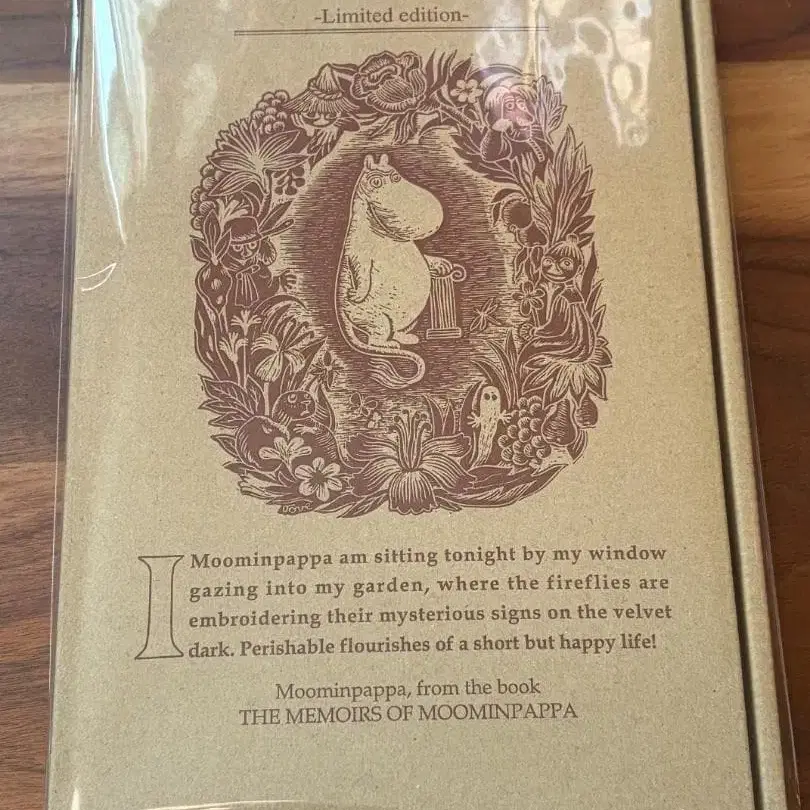 -Limited edition-
I Moominpappa am sitting tonight by my window
gazing into my garden, where the fireflies are
embroidering their mysterious signs on the velvet
dark. Perishable flourishes of a short but happy life!
Moominpappa, from the book
THE MEMOIRS OF MOOMINPAPPA